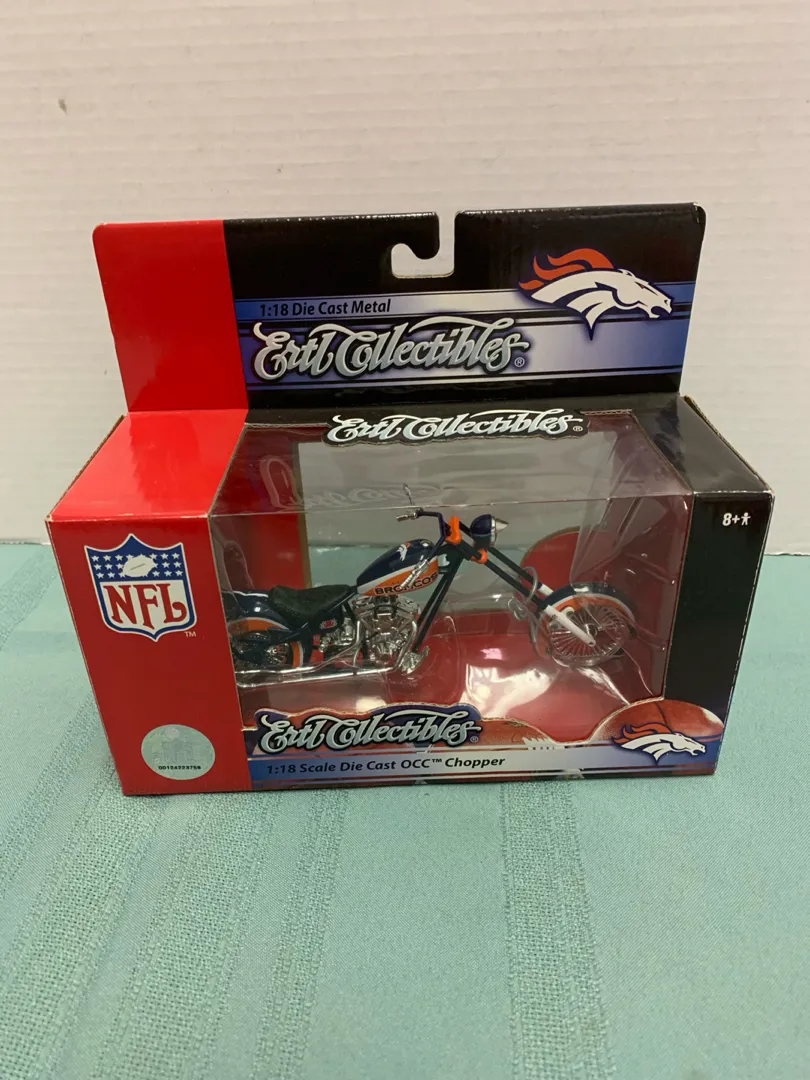 1:18 Die Cast Metal
Ertl Collectibles®
Ertl Collectibles®
8+
NFL
TM
BRONCOS
Ertl Collectibles®
1:18 Scale Die Cast OCC™ Chopper